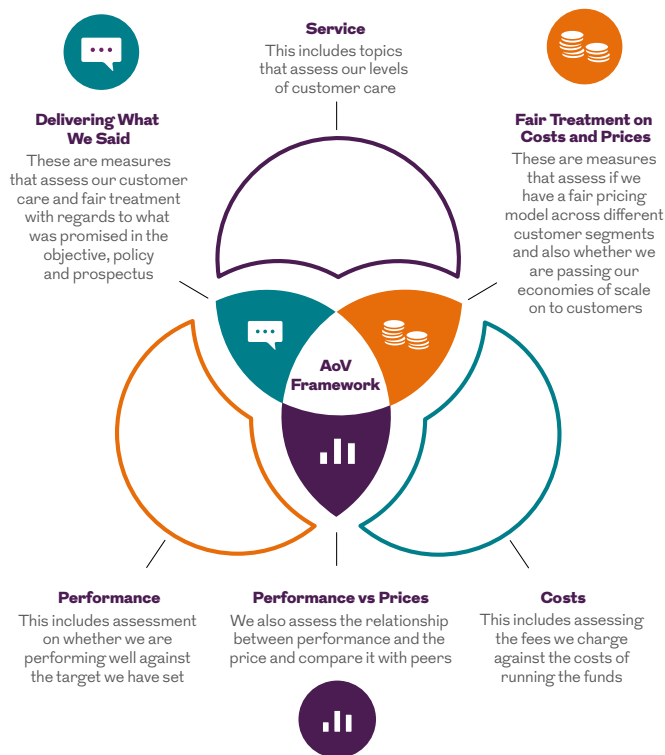 Service
This includes topics
that assess our levels
of customer care
Delivering What
We Said
These are measures
that assess our customer
care and fair treatment
with regards to what
was promised in the
objective, policy
and prospectus
Fair Treatment on
Costs and Prices
These are measures
that assess if we
have a fair pricing
model across different
customer segments
and also whether we
are passing our
economies of scale
on to customers
AoV
Framework
Performance
This includes assessment
on whether we are
performing well against
the target we have set
Performance vs Prices
We also assess the relationship
between performance and the
price and compare it with peers
Costs
This includes assessing
the fees we charge
against the costs of
running the funds